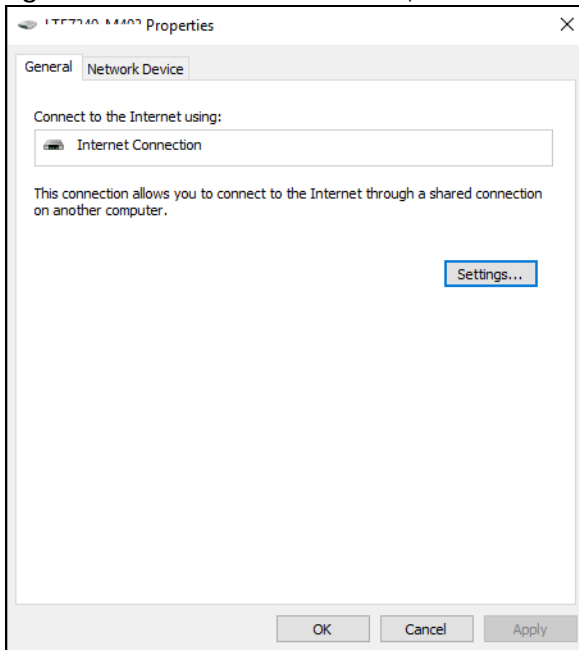 Properties
General
Network Device
Connect to the Internet using:
Internet Connection
This connection allows you to connect to the Internet through a shared connection
on another computer.
Settings...
OK
Cancel
Apply